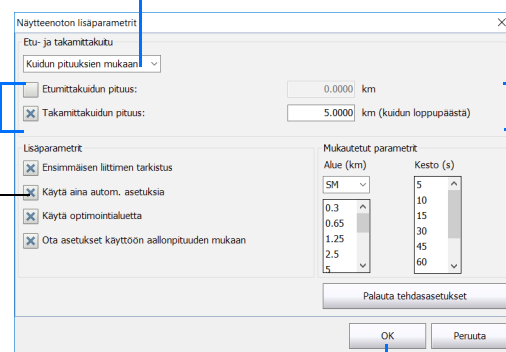 Näytteenoton lisäparametrit
Etu- ja takamittakuitu
Kuidun pituuksien mukaan
Etumittakuidun pituus: 0.0000 km
Takamittakuidun pituus: 5.0000 km (kuidun loppupäästä)
Lisäparametrit
Ensimmäisen liittimen tarkistus
Käytä aina autom. asetuksia
Käytä optimointialuetta
Ota asetukset käyttöön aallonpituuden mukaan
Mukautetut parametrit
Alue (km) Kesto (s)
SM
0.3
0.65
1.25
2.5
5
5
10
15
30
45
60
Palauta tehdasasetukset
OK Peruuta